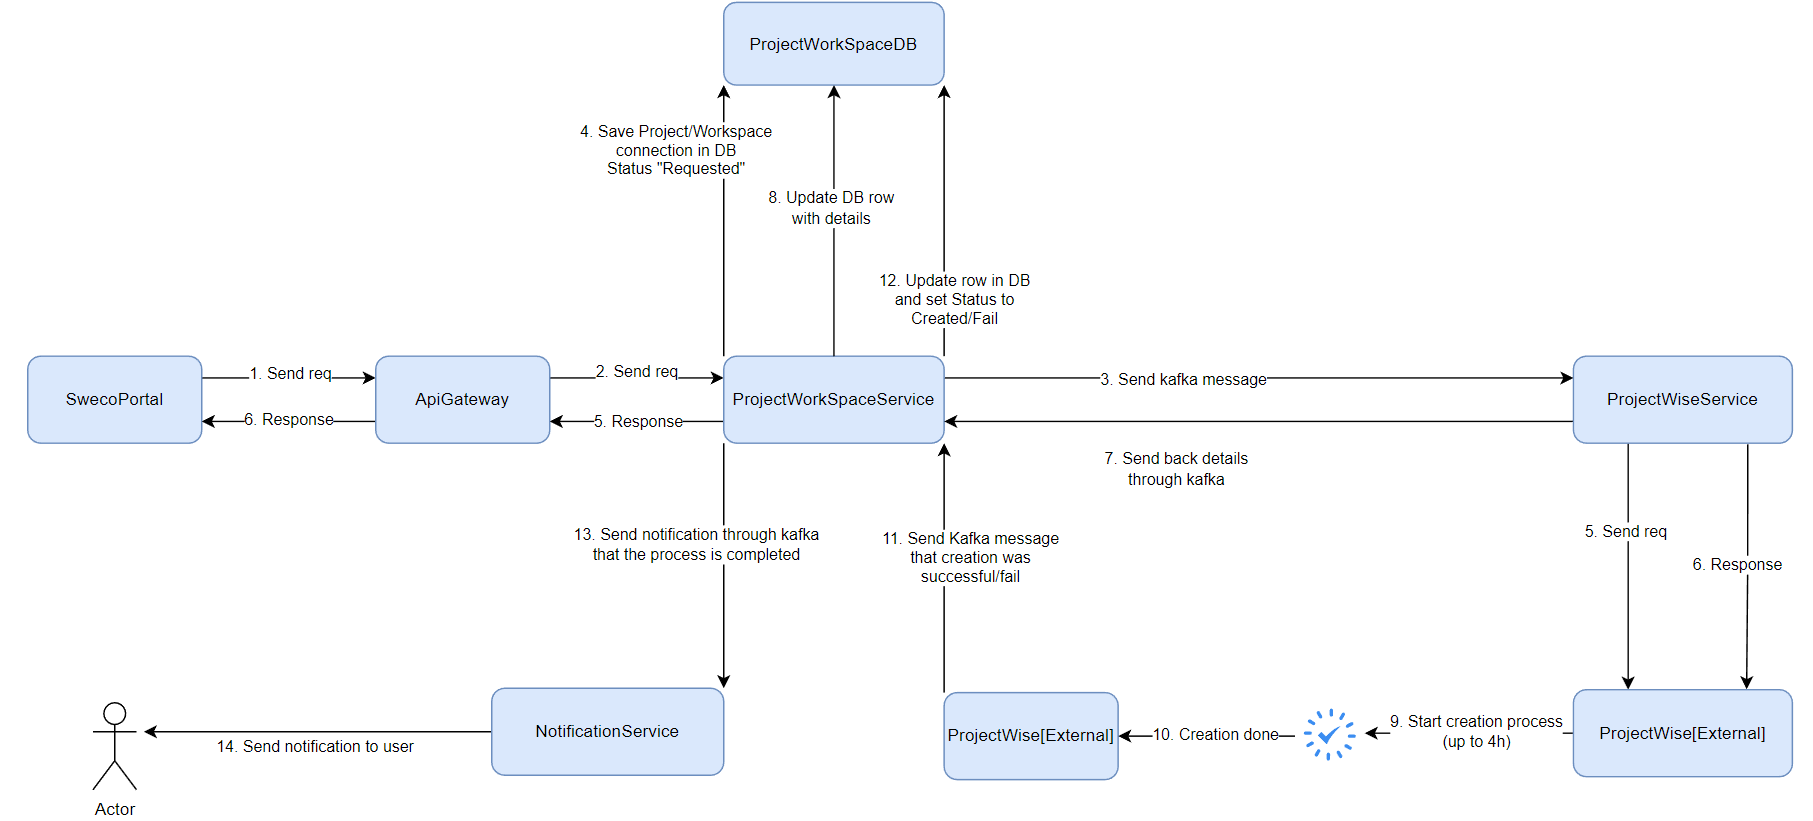 ProjectWorkSpaceDB
4. Save Project/Workspace
connection in DB
Status "Requested"
8. Update DB row
with details
12. Update row in DB
and set Status to
Created/Fail
SwecoPortal
1. Send req
6. Response
ApiGateway
2. Send req
5. Response
ProjectWorkSpaceService
3. Send kafka message
7. Send back details
through kafka
ProjectWiseService
13. Send notification through kafka
that the process is completed
11. Send Kafka message
that creation was
successful/fail
5. Send req
6. Response
Actor
14. Send notification to user
NotificationService
ProjectWise[External]
10. Creation done
9. Start creation process
(up to 4h)
ProjectWise[External]